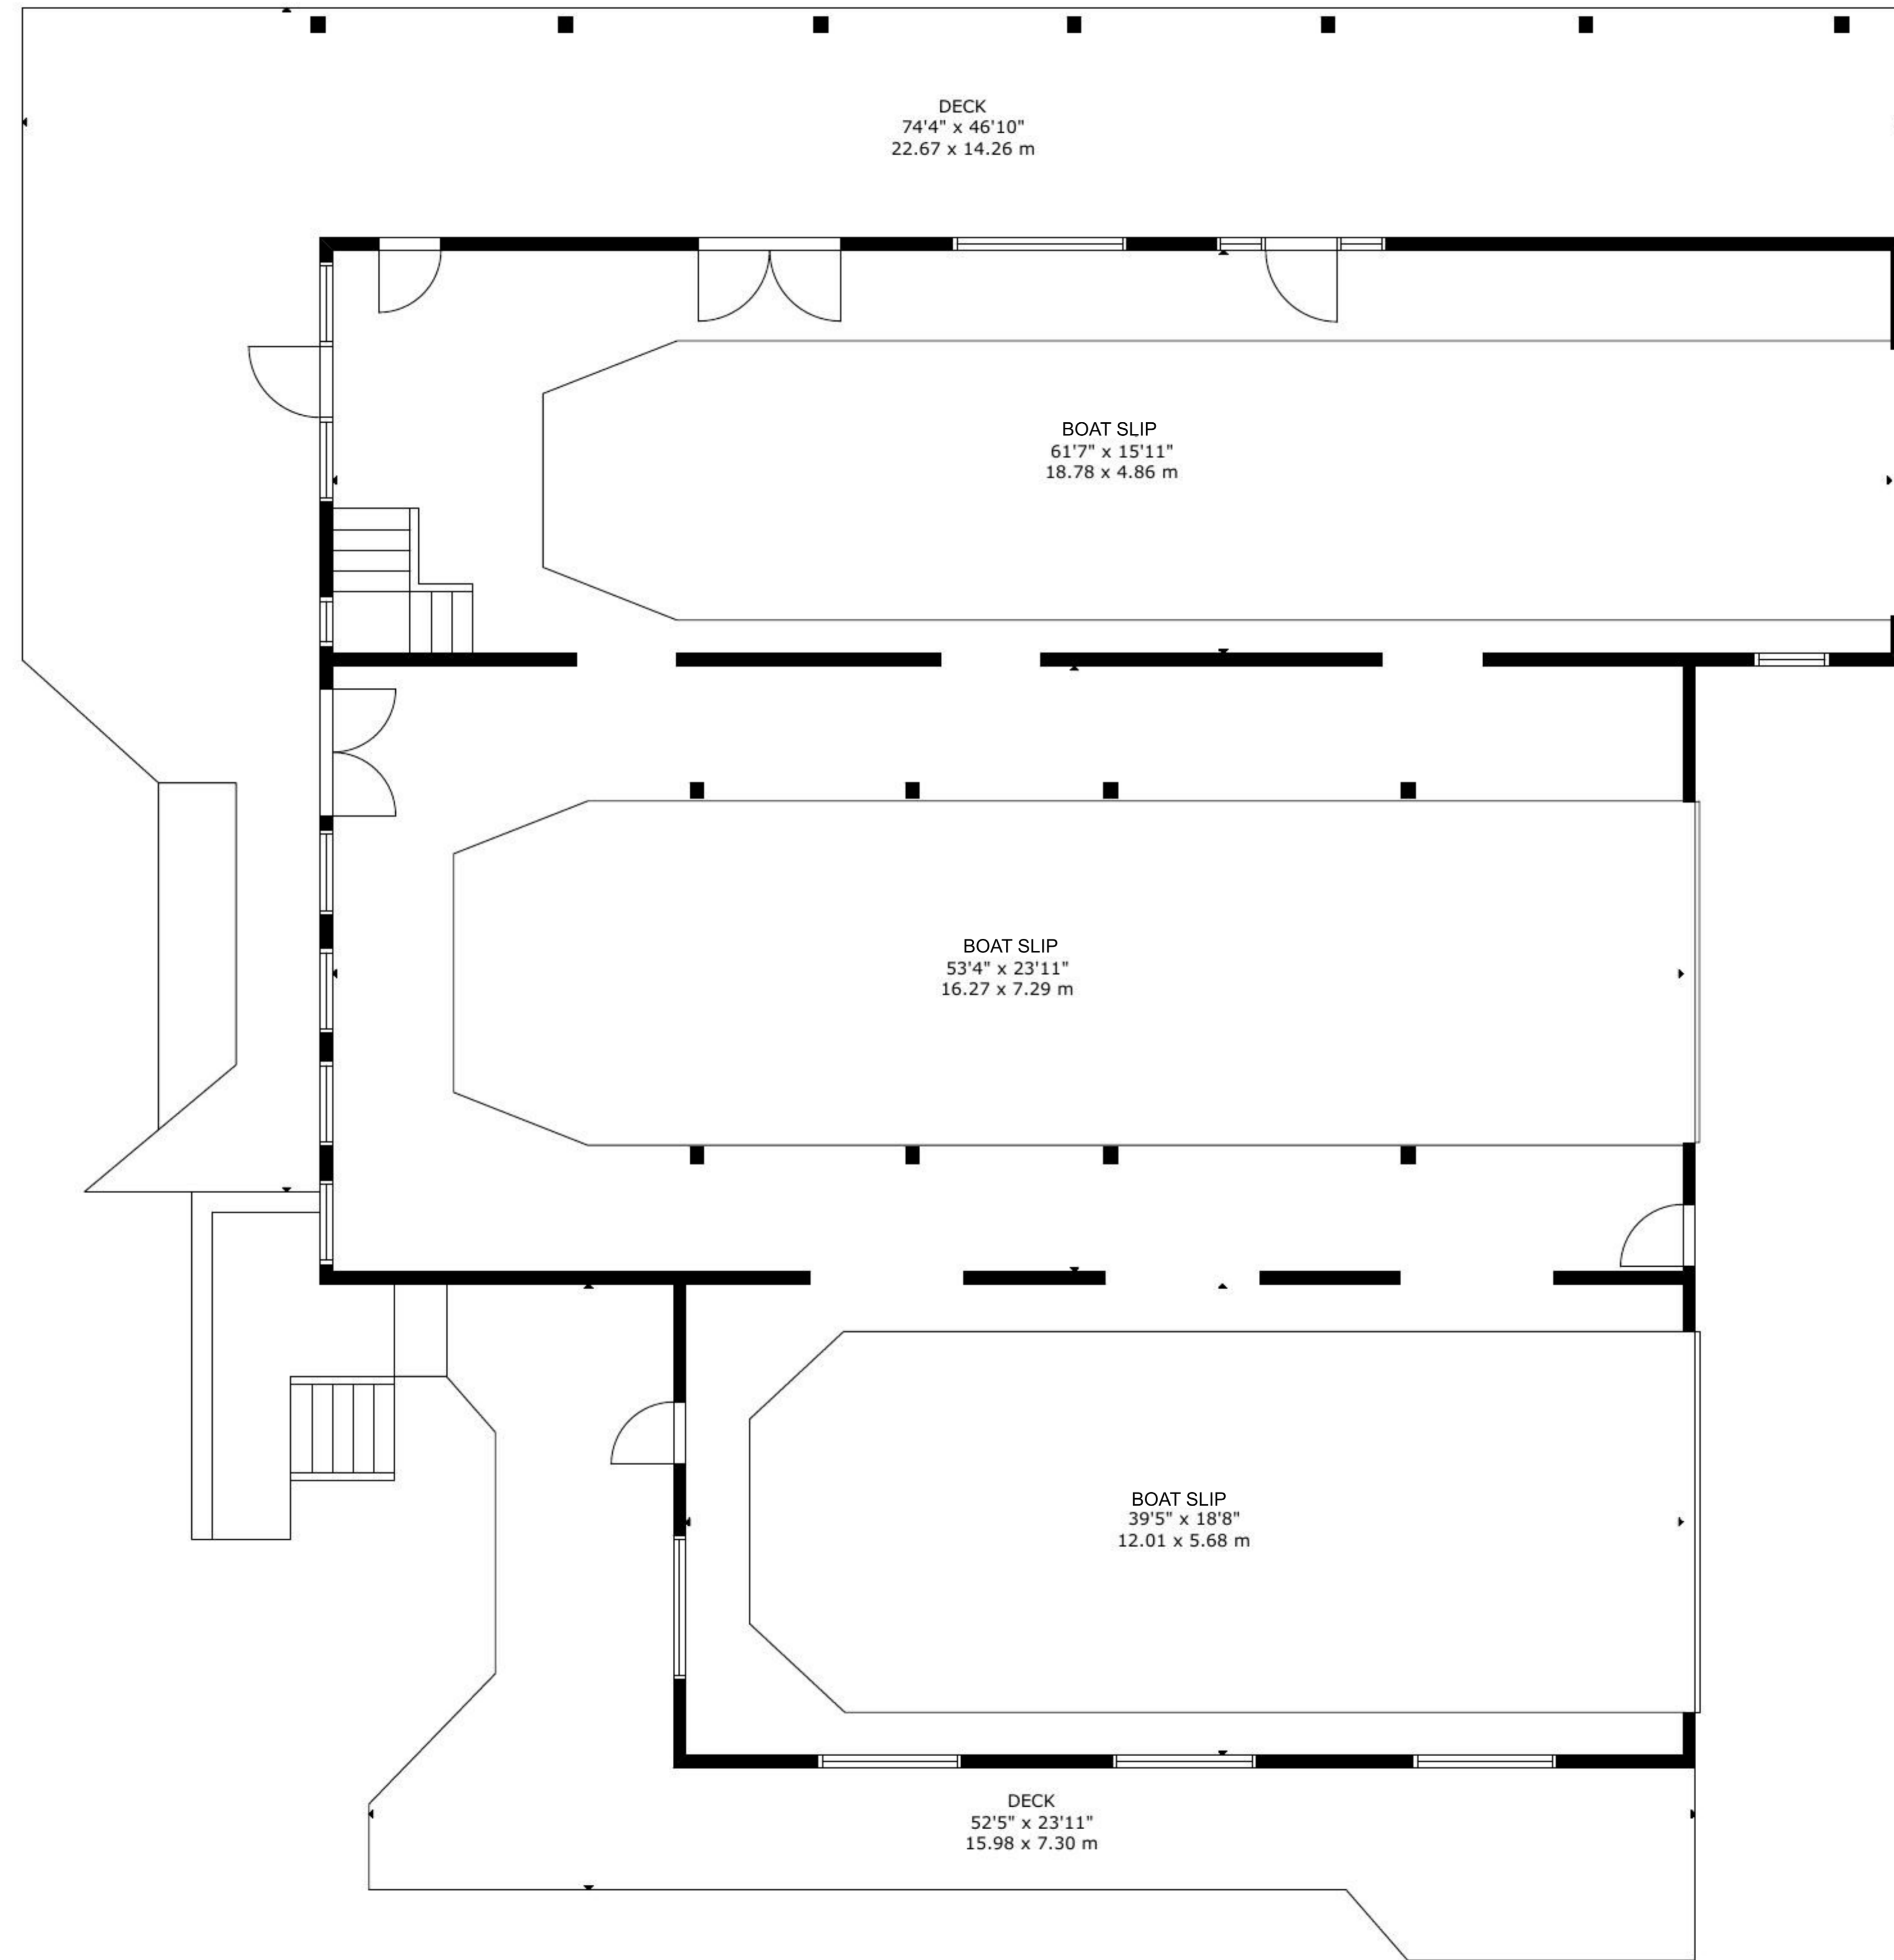 DECK
74'4" x 46'10"
22.67 x 14.26 m
BOAT SLIP
61'7" x 15'11"
18.78 x 4.86 m
BOAT SLIP
53'4" x 23'11"
16.27 x 7.29 m
BOAT SLIP
39'5" x 18'8"
12.01 x 5.68 m
DECK
52'5" x 23'11"
15.98 x 7.30 m